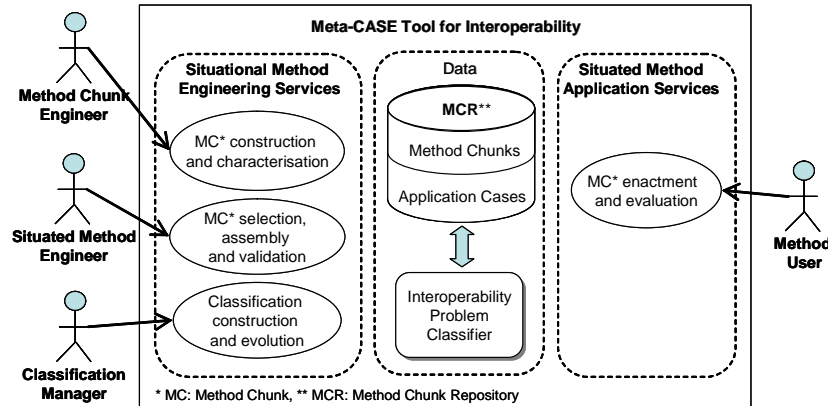 Meta-CASE Tool for Interoperability
Method Chunk
Engineer
Situated Method
Engineer
Classification
Manager
Situational Method
Engineering Services
MC* construction
and characterisation
MC* selection,
assembly
and validation
Classification
construction
and evolution
Data
MCR**
Method Chunks
Application Cases
Interoperability
Problem
Classifier
Situated Method
Application Services
MC* enactment
and evaluation
Method
User
* MC: Method Chunk, ** MCR: Method Chunk Repository